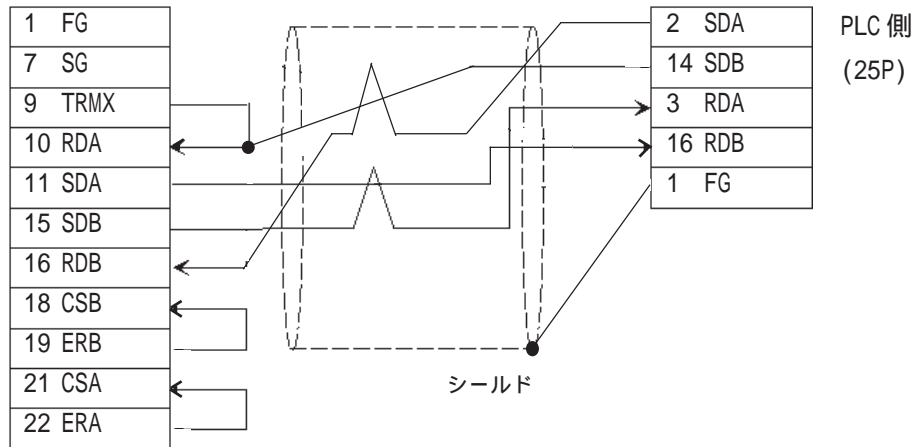 1 FG
7 SG
9 TRMX
10 RDA
11 SDA
15 SDB
16 RDB
18 CSB
19 ERB
21 CSA
22 ERA
シールド
2 SDA
14 SDB
3 RDA
16 RDB
1 FG
PLC 側
(25P)